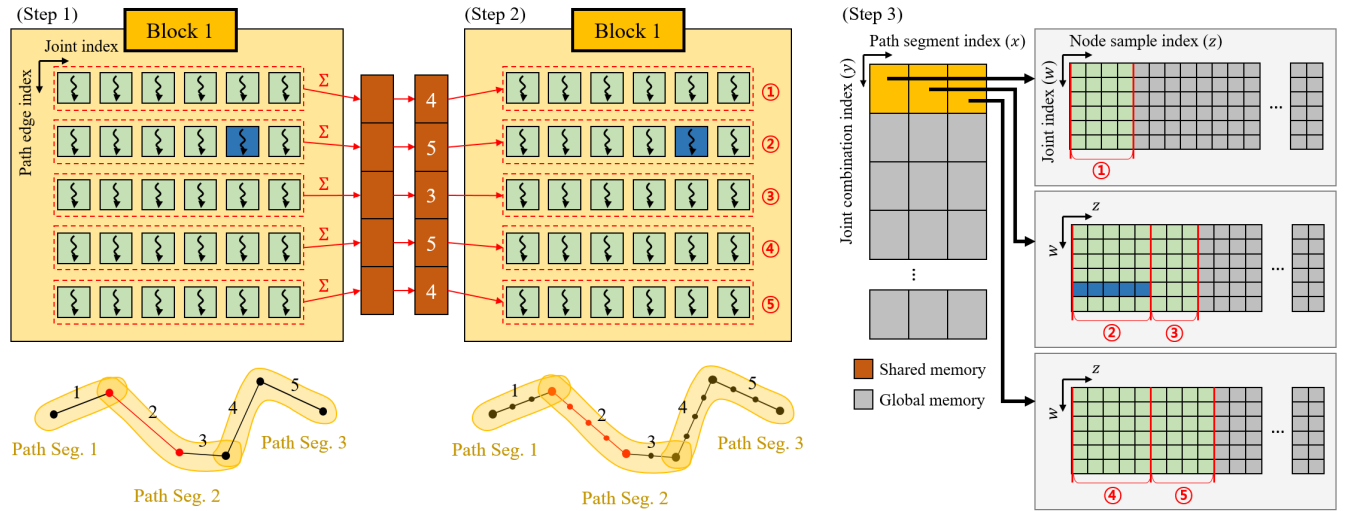 (Step 1)
Block 1
Joint index
Path edge index
Σ
Σ
Σ
Σ
Σ
4
5
3
5
4
(Step 2)
Block 1
①
②
③
④
⑤
1
2
3
4
5
Path Seg. 1
Path Seg. 2
Path Seg. 3
1
2
3
4
5
Path Seg. 1
Path Seg. 2
Path Seg. 3
(Step 3)
Path segment index (x)
Joint combination index (y)
...
Shared memory
Global memory
Node sample index (z)
Joint index (w)
...
①
z
w
...
② ③
z
w
...
④ ⑤